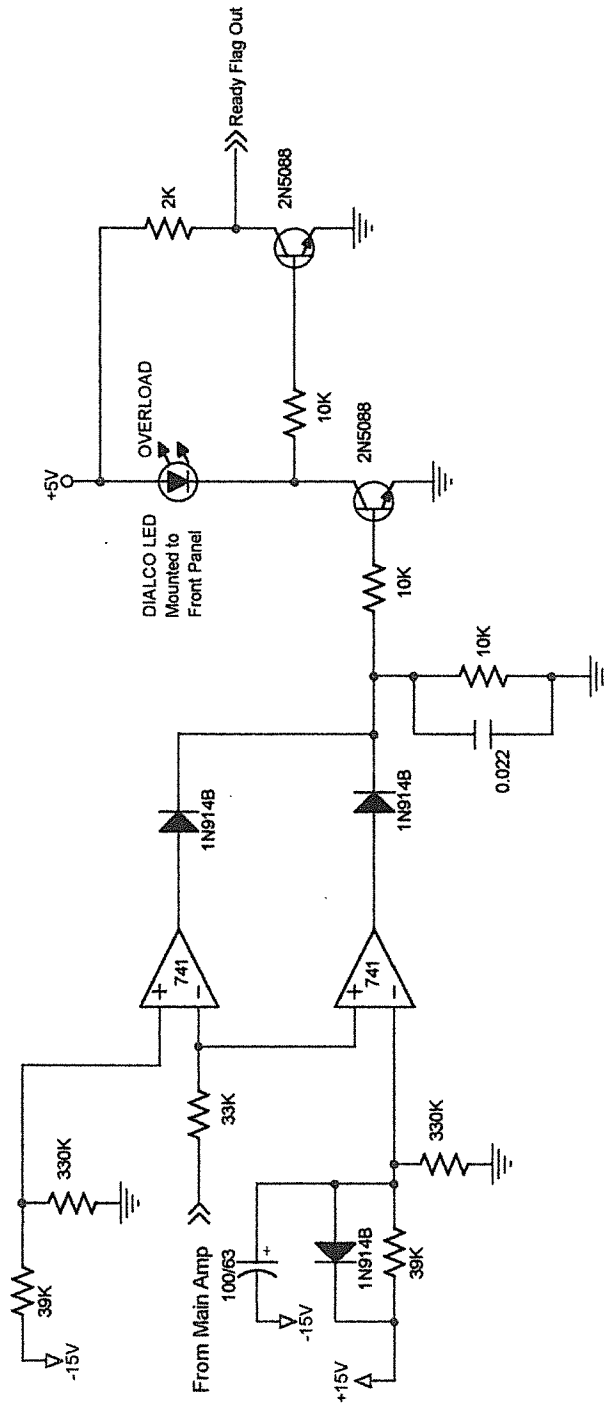 39K
-15V
330K
From Main Amp
33K
100/63
+
-15V
1N914B
+15V
39K
330K
+
741
−
+
741
−
1N914B
1N914B
0.022
10K
10K
2N5088
10K
DIALCO LED
Mounted to
Front Panel
OVERLOAD
+5V
2K
2N5088
Ready Flag Out